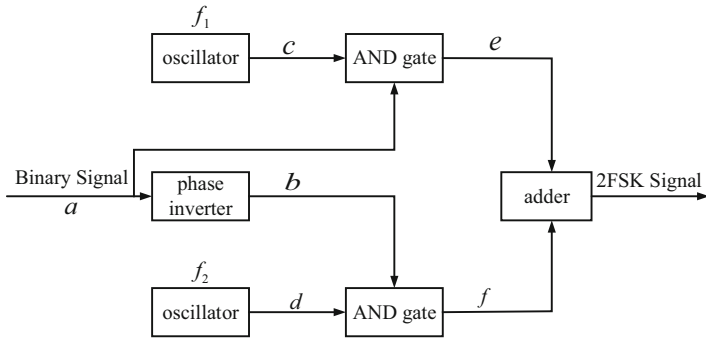 f₁
oscillator
c
AND gate
e
Binary Signal
a
phase
inverter
b
adder
2FSK Signal
f₂
oscillator
d
AND gate
f